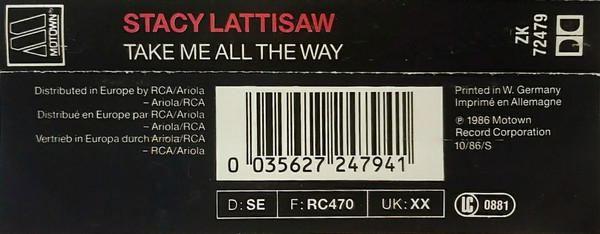 MOTOWN
STACY LATTISAW
TAKE ME ALL THE WAY
ZK
72479
Distributed in Europe by RCA/Ariola
– Ariola/RCA
Distribué en Europe par RCA/Ariola
– Ariola/RCA
Vertrieb in Europa durch Ariola/RCA
– RCA/Ariola
0 035627 247941
Printed in W. Germany
Imprimé en Allemagne
℗ 1986 Motown
Record Corporation
10/86/S
D: SE F: RC470 UK: XX
LC 0881